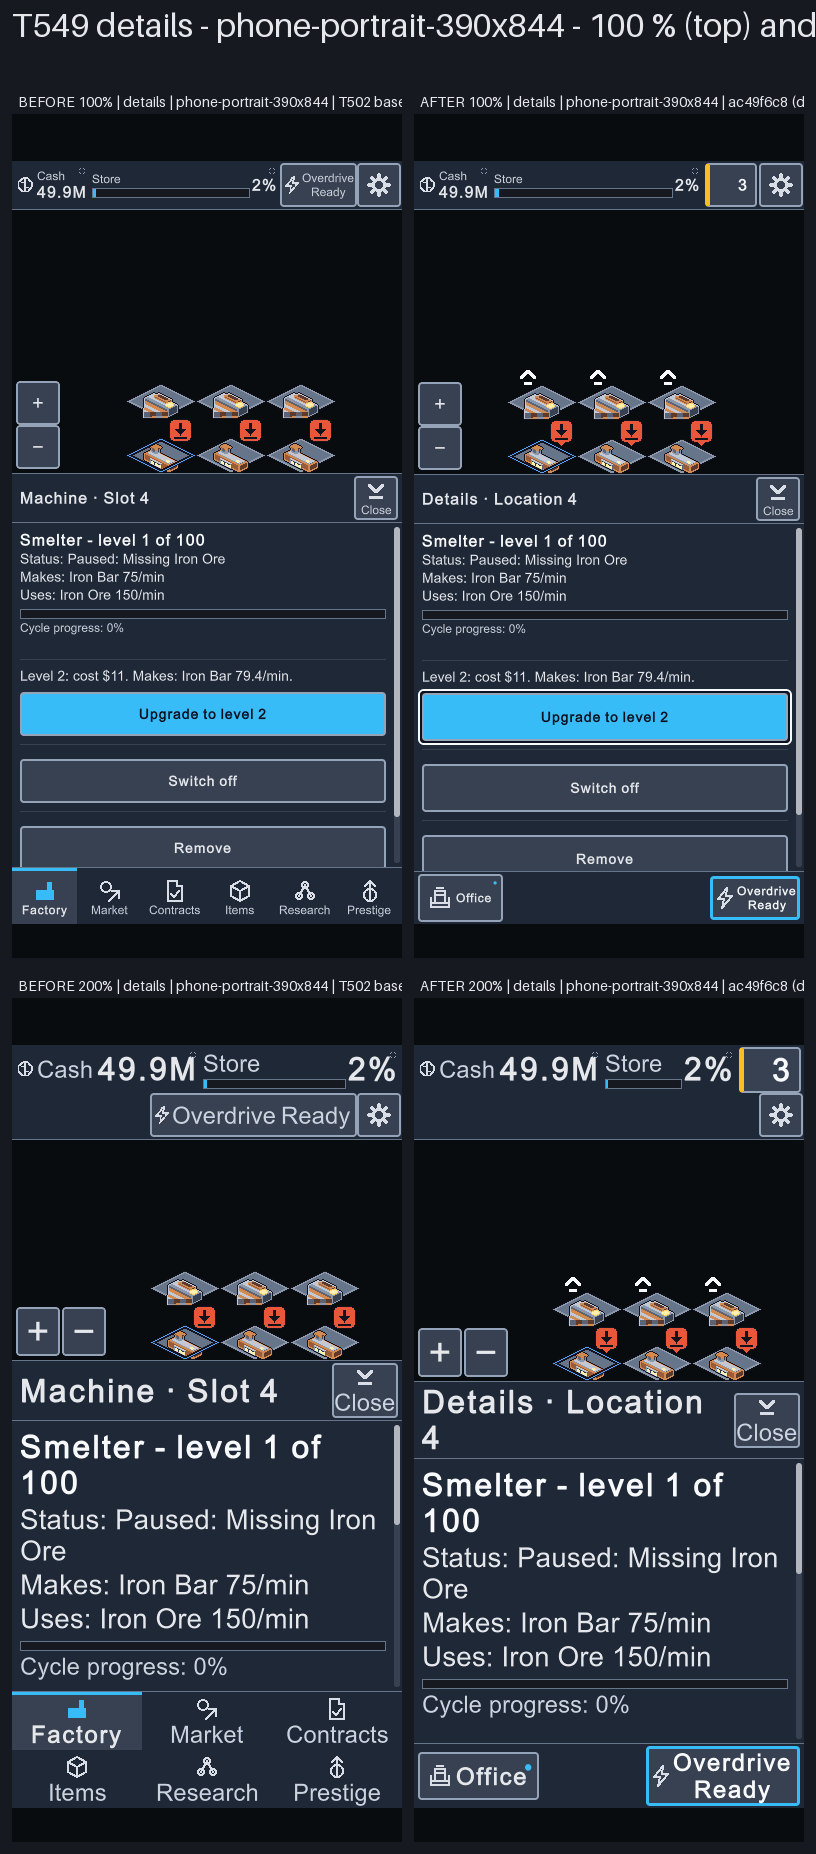 T549 details - phone-portrait-390x844 - 100 % (top) and
BEFORE 100% | details | phone-portrait-390x844 | T502 base
Cash
49.9M
Store
2%
Overdrive
Ready
+
−
Machine · Slot 4
Close
Smelter - level 1 of 100
Status: Paused: Missing Iron Ore
Makes: Iron Bar 75/min
Uses: Iron Ore 150/min
Cycle progress: 0%
Level 2: cost $11. Makes: Iron Bar 79.4/min.
Upgrade to level 2
Switch off
Remove
Factory
Market
Contracts
Items
Research
Prestige
AFTER 100% | details | phone-portrait-390x844 | ac49f6c8 (d
Cash
49.9M
Store
2%
3
+
−
Details · Location 4
Close
Smelter - level 1 of 100
Status: Paused: Missing Iron Ore
Makes: Iron Bar 75/min
Uses: Iron Ore 150/min
Cycle progress: 0%
Level 2: cost $11. Makes: Iron Bar 79.4/min.
Upgrade to level 2
Switch off
Remove
Office
Overdrive
Ready
BEFORE 200% | details | phone-portrait-390x844 | T502 base
Cash 49.9M
Store
2%
Overdrive Ready
+
−
Machine · Slot 4
Close
Smelter - level 1 of
100
Status: Paused: Missing Iron
Ore
Makes: Iron Bar 75/min
Uses: Iron Ore 150/min
Cycle progress: 0%
Factory
Market
Contracts
Items
Research
Prestige
AFTER 200% | details | phone-portrait-390x844 | ac49f6c8 (d
Cash 49.9M
Store
2%
3
+
−
Details · Location
4
Close
Smelter - level 1 of
100
Status: Paused: Missing Iron
Ore
Makes: Iron Bar 75/min
Uses: Iron Ore 150/min
Cycle progress: 0%
Office
Overdrive
Ready